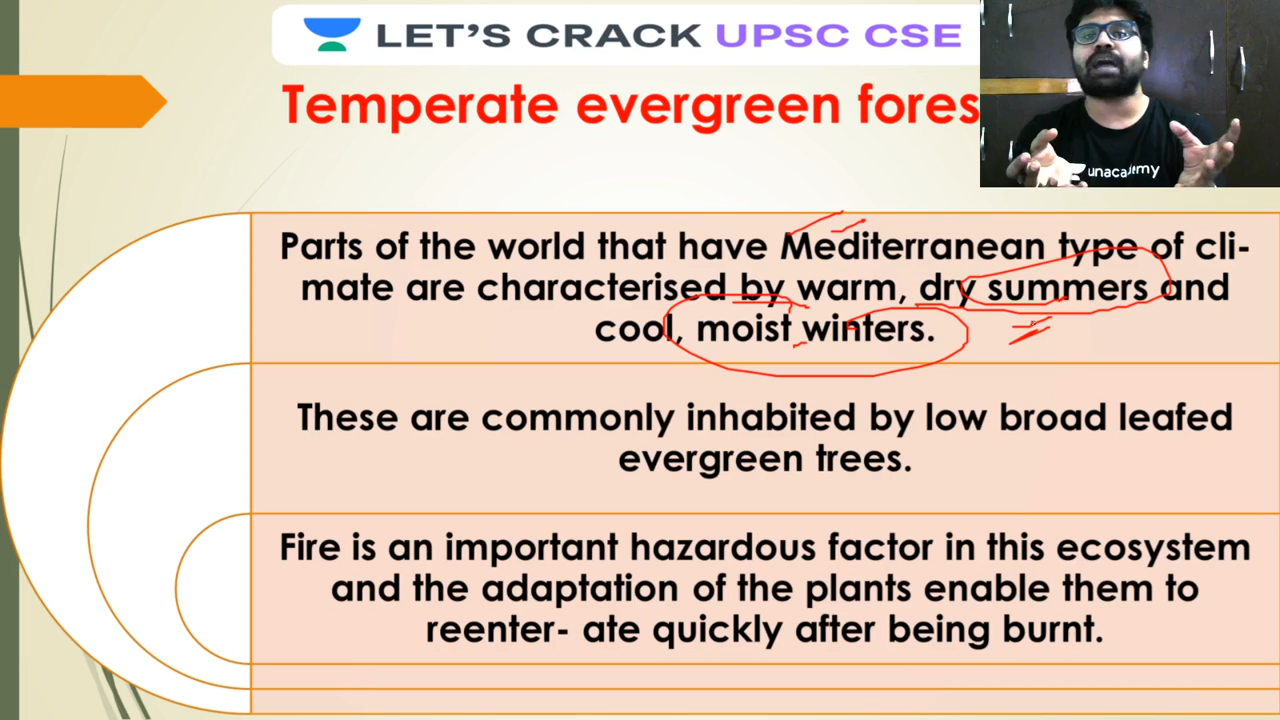 LET'S CRACK UPSC CSE
Temperate evergreen fores
unacademy
Parts of the world that have Mediterranean type of cli-
mate are characterised by warm, dry summers and
cool, moist winters.
These are commonly inhabited by low broad leafed
evergreen trees.
Fire is an important hazardous factor in this ecosystem
and the adaptation of the plants enable them to
reenter- ate quickly after being burnt.